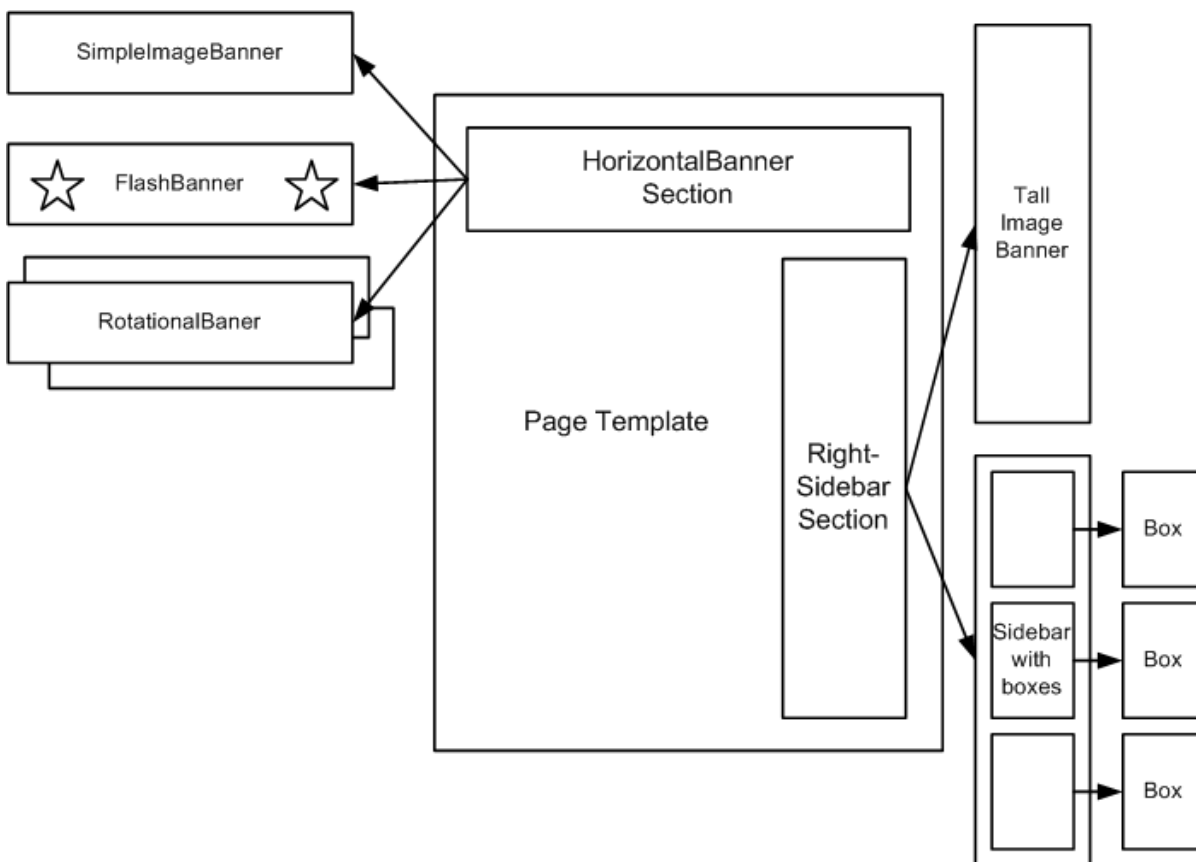 SimpleImageBanner
FlashBanner
RotationalBaner
HorizontalBanner
Section
Page Template
Right-
Sidebar
Section
Tall
Image
Banner
Sidebar
with
boxes
Box
Box
Box